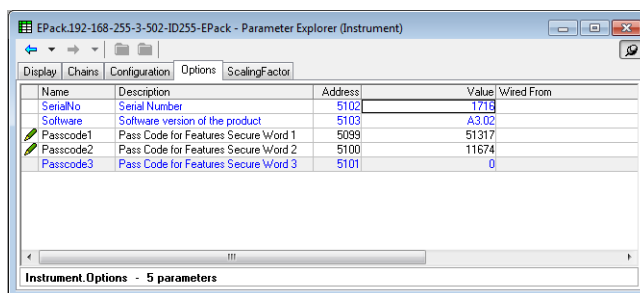 EPack.192-168-255-3-502-ID255-EPack - Parameter Explorer (Instrument)
Display Chains Configuration Options ScalingFactor
Name Description Address Value Wired From
SerialNo Serial Number 5102 1716
Software Software version of the product 5103 A3.02
Passcode1 Pass Code for Features Secure Word 1 5099 51317
Passcode2 Pass Code for Features Secure Word 2 5100 11674
Passcode3 Pass Code for Features Secure Word 3 5101 0
Instrument.Options - 5 parameters